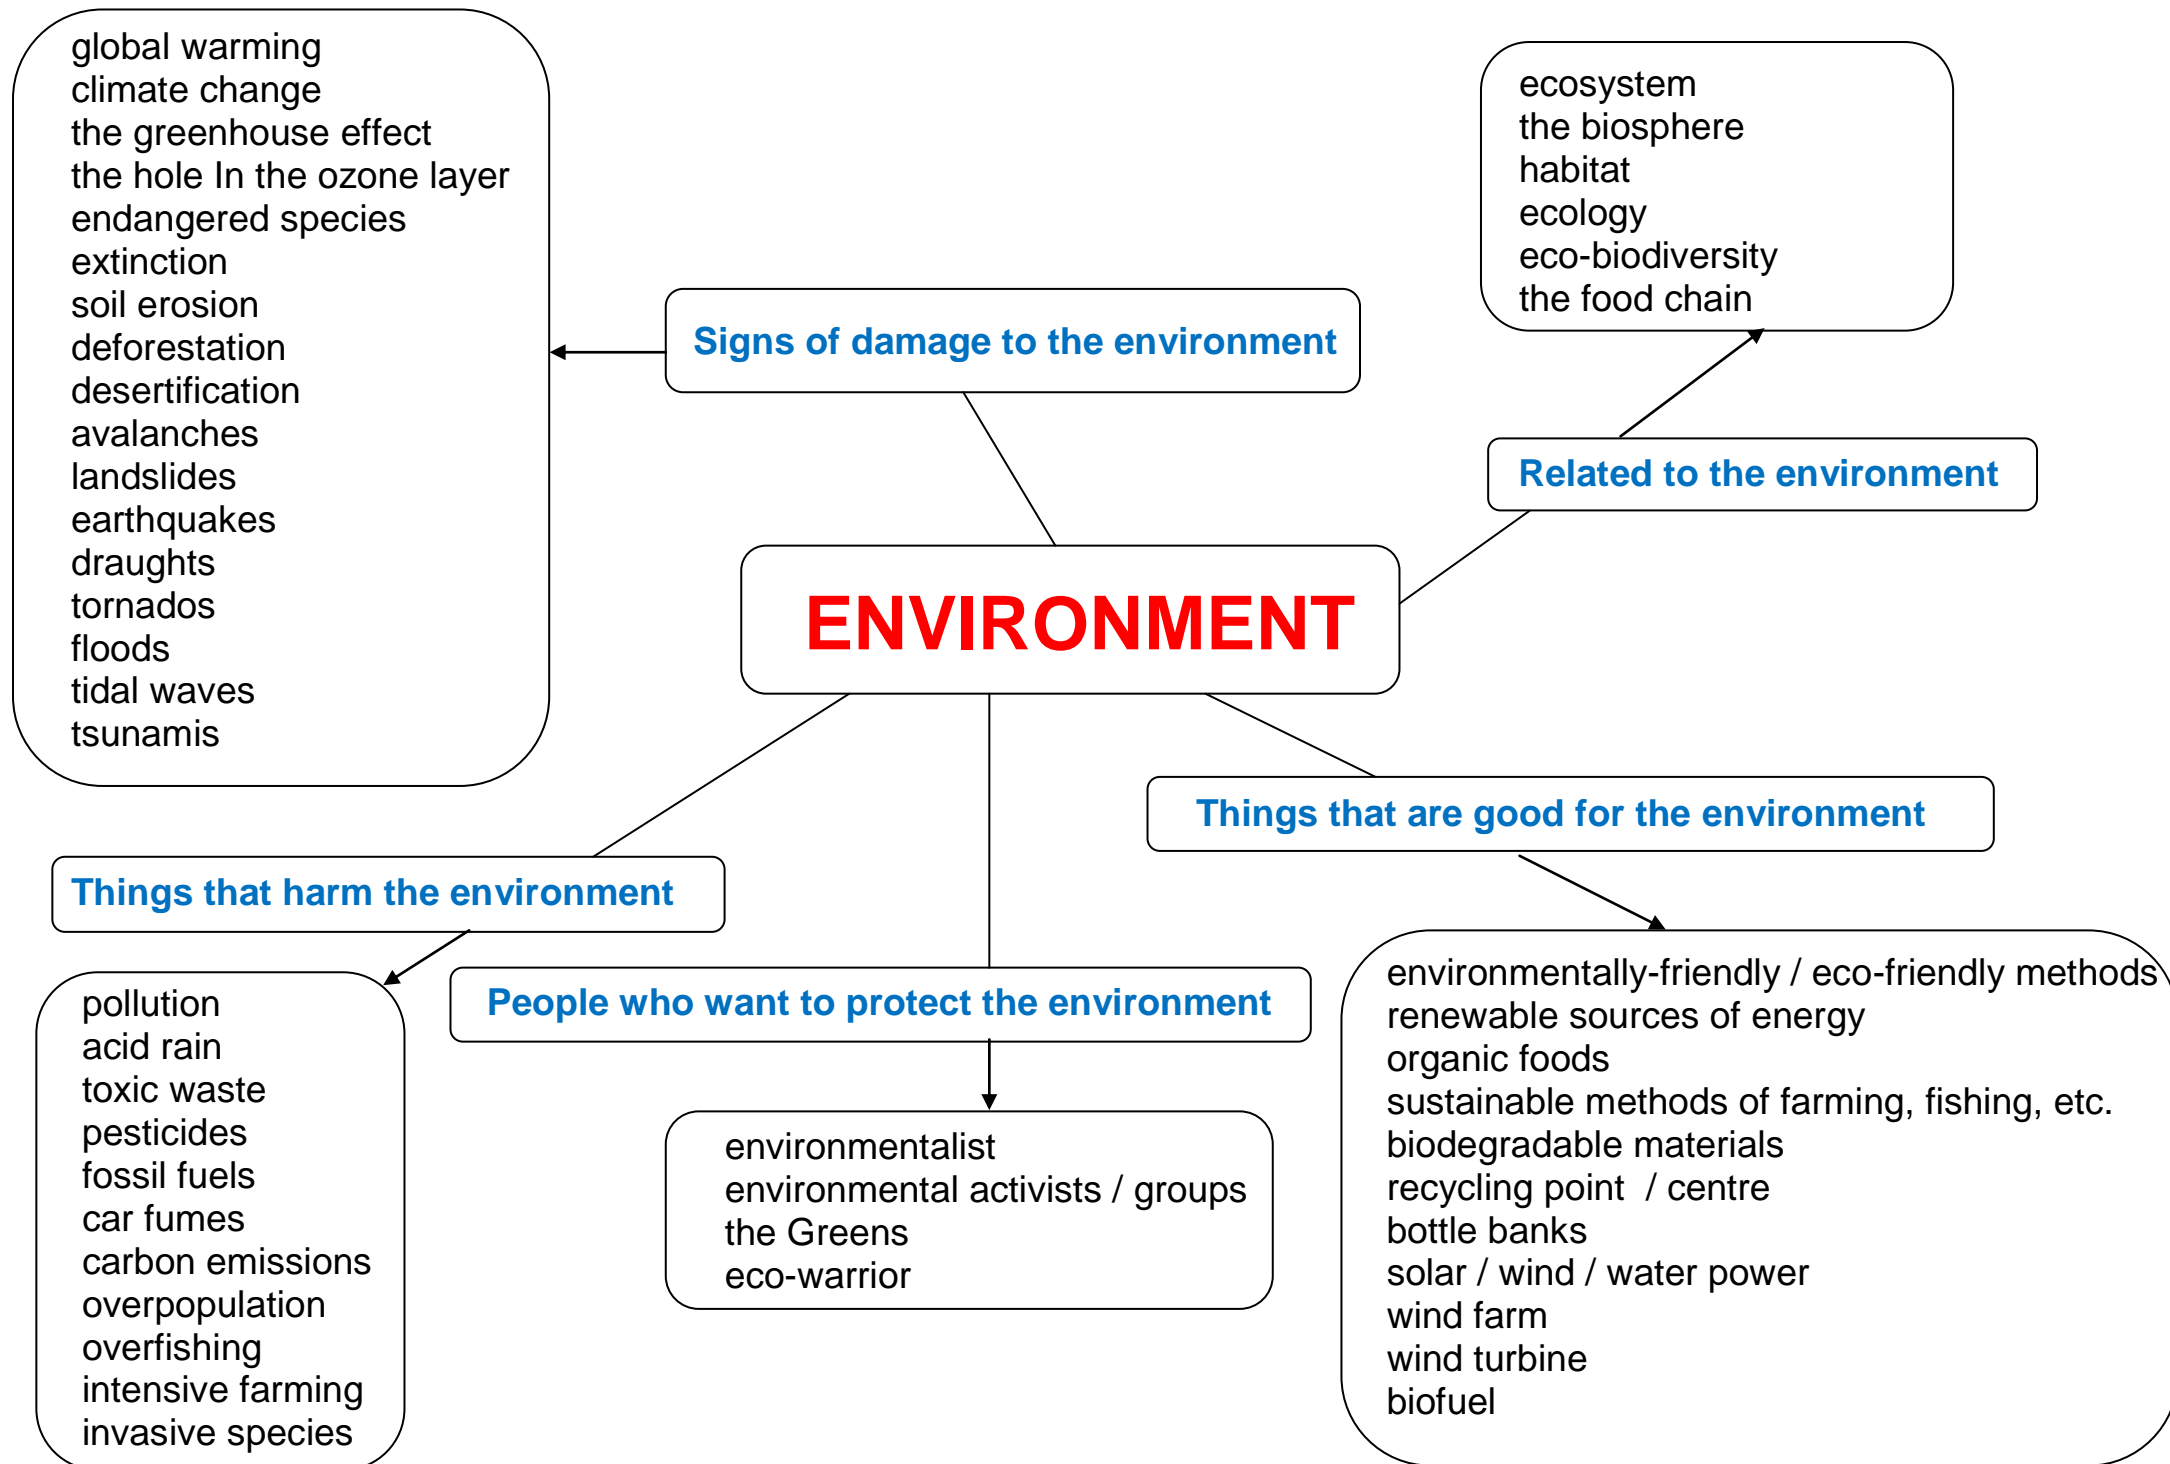 global warming
climate change
the greenhouse effect
the hole In the ozone layer
endangered species
extinction
soil erosion
deforestation
desertification
avalanches
landslides
earthquakes
draughts
tornados
floods
tidal waves
tsunamis
Signs of damage to the environment
ecosystem
the biosphere
habitat
ecology
eco-biodiversity
the food chain
Related to the environment
ENVIRONMENT
Things that harm the environment
pollution
acid rain
toxic waste
pesticides
fossil fuels
car fumes
carbon emissions
overpopulation
overfishing
intensive farming
invasive species
People who want to protect the environment
environmentalist
environmental activists / groups
the Greens
eco-warrior
Things that are good for the environment
environmentally-friendly / eco-friendly methods
renewable sources of energy
organic foods
sustainable methods of farming, fishing, etc.
biodegradable materials
recycling point  / centre
bottle banks
solar / wind / water power
wind farm
wind turbine
biofuel